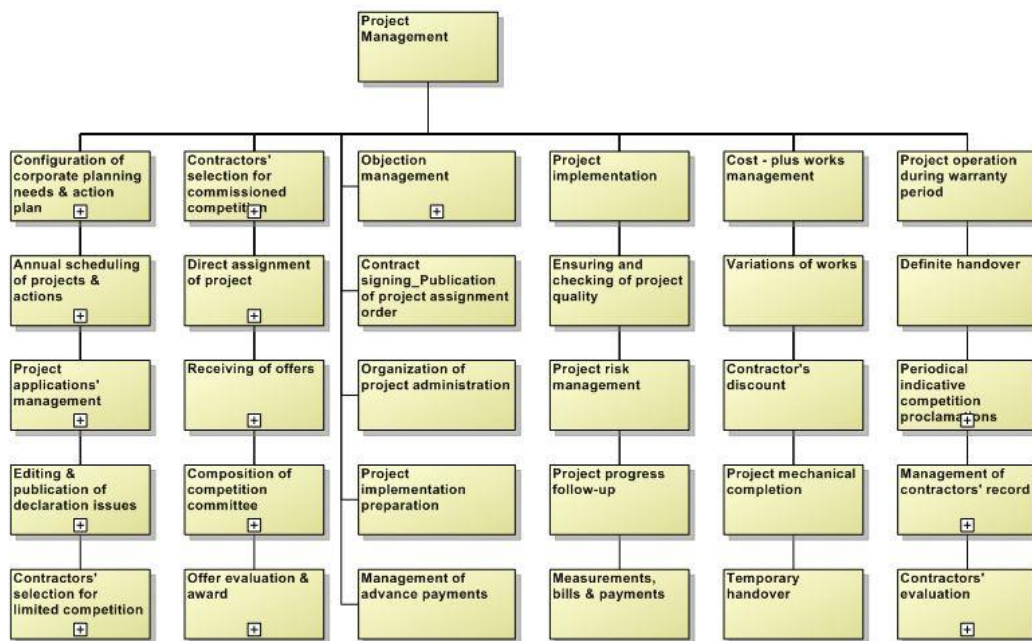 Project
Management
Configuration of
corporate planning
needs & action
plan
Contractors'
selection for
commissioned
competition
Objection
management
Project
implementation
Cost - plus works
management
Project operation
during warranty
period
Annual scheduling
of projects &
actions
Direct assignment
of project
Contract
signing_Publication
of project assignment
order
Ensuring and
checking of project
quality
Variations of works
Definite handover
Project
applications'
management
Receiving of offers
Organization of
project administration
Project risk
management
Contractor's
discount
Periodical
indicative
competition
proclamations
Editing &
publication of
declaration issues
Composition of
competition
committee
Project
implementation
preparation
Project progress
follow-up
Project mechanical
completion
Management of
contractors' record
Contractors'
selection for
limited competition
Offer evaluation &
award
Management of
advance payments
Measurements,
bills & payments
Temporary
handover
Contractors'
evaluation